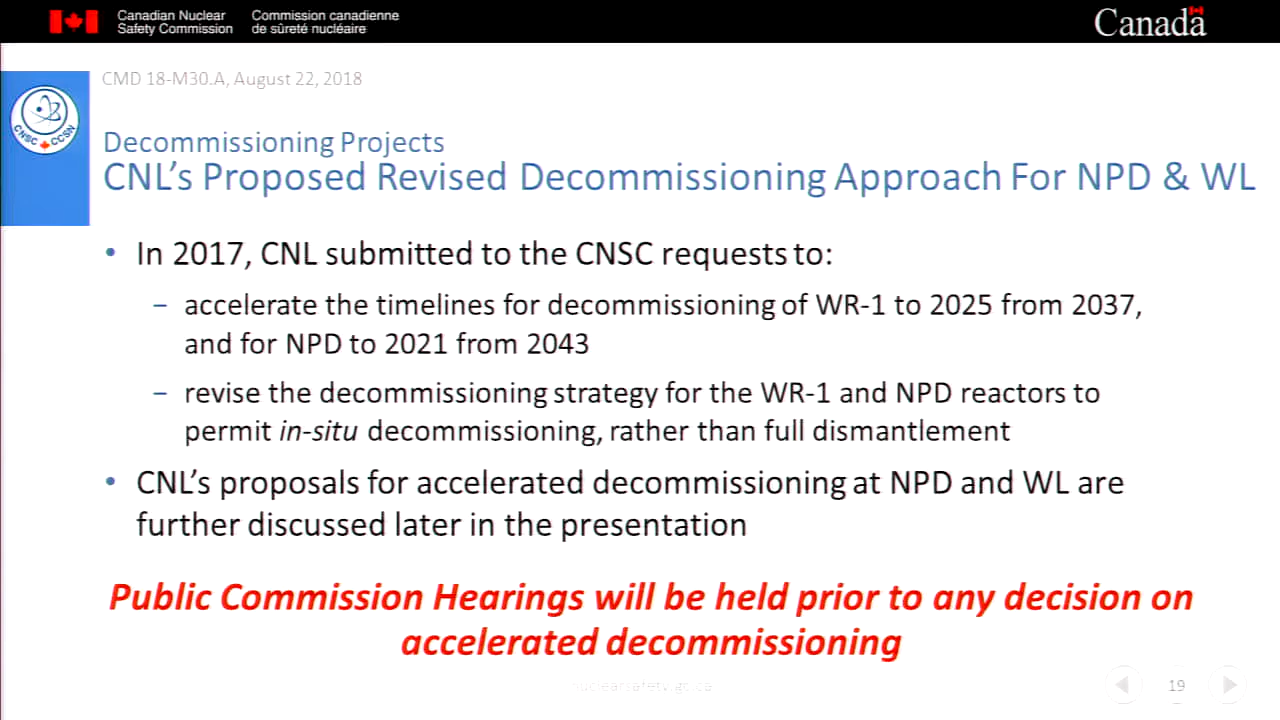 Canadian Nuclear Safety Commission
Commission canadienne de sûreté nucléaire
Canada
CMD 18-M30.A, August 22, 2018
CNSC CCSN
Decommissioning Projects
CNL's Proposed Revised Decommissioning Approach For NPD & WL
• In 2017, CNL submitted to the CNSC requests to:
– accelerate the timelines for decommissioning of WR-1 to 2025 from 2037,
and for NPD to 2021 from 2043
– revise the decommissioning strategy for the WR-1 and NPD reactors to
permit in-situ decommissioning, rather than full dismantlement
• CNL's proposals for accelerated decommissioning at NPD and WL are
further discussed later in the presentation
Public Commission Hearings will be held prior to any decision on
accelerated decommissioning
nuclearsafety.gc.ca
19